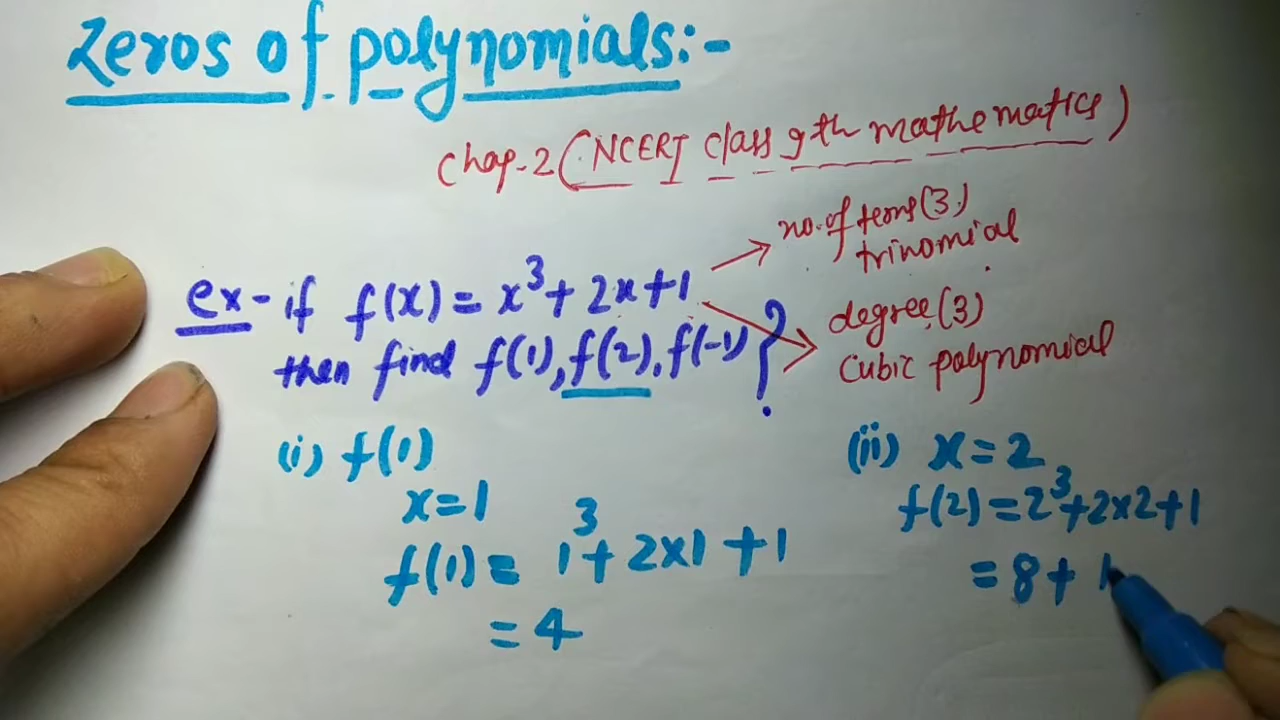 Zeros of polynomials:-
Chap-2 (NCERT class 9th mathematics)
no. of terms(3)
trinomial
ex- if f(x) = x³ + 2x + 1
degree(3)
then find f(1), f(2), f(-1)?
Cubic polynomial
(i) f(1)
x = 1
f(1) = 1³ + 2x1 + 1
= 4
(ii) x = 2
f(2) = 2³ + 2x2 + 1
= 8 +